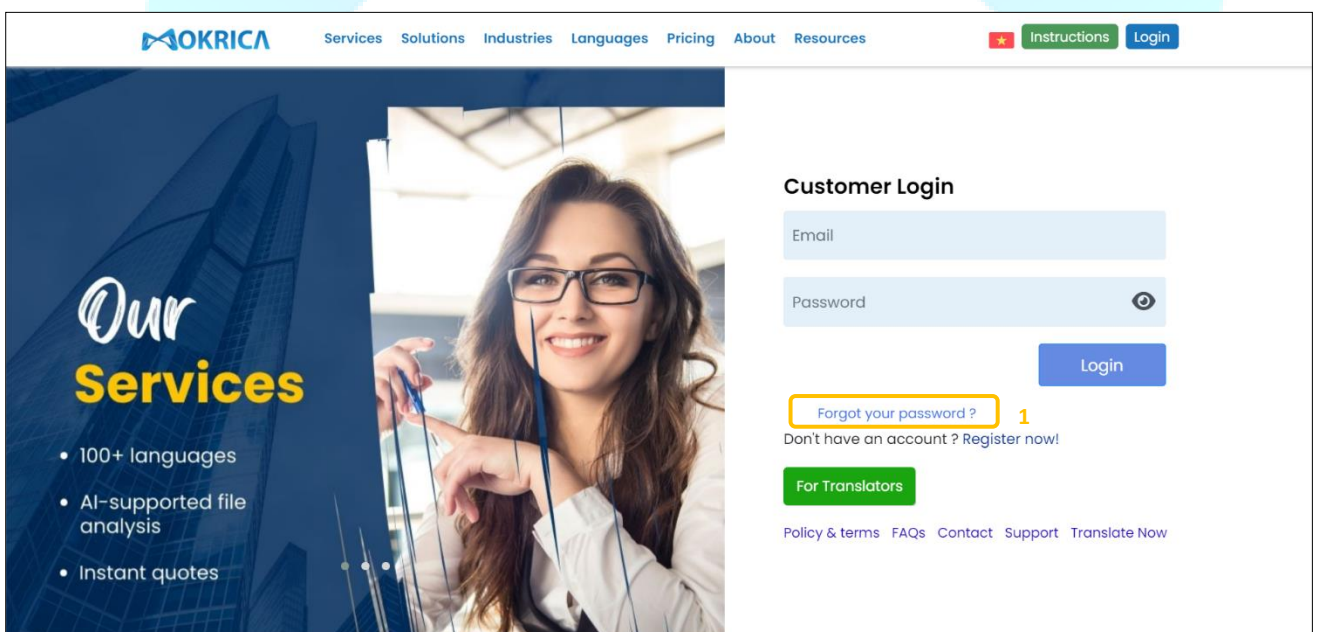 MOKRICA
Services Solutions Industries Languages Pricing About Resources
Instructions Login
Our
Services
• 100+ languages
• AI-supported file
analysis
• Instant quotes
Customer Login
Email
Password
Login
Forgot your password ? 1
Don't have an account ? Register now!
For Translators
Policy & terms FAQs Contact Support Translate Now